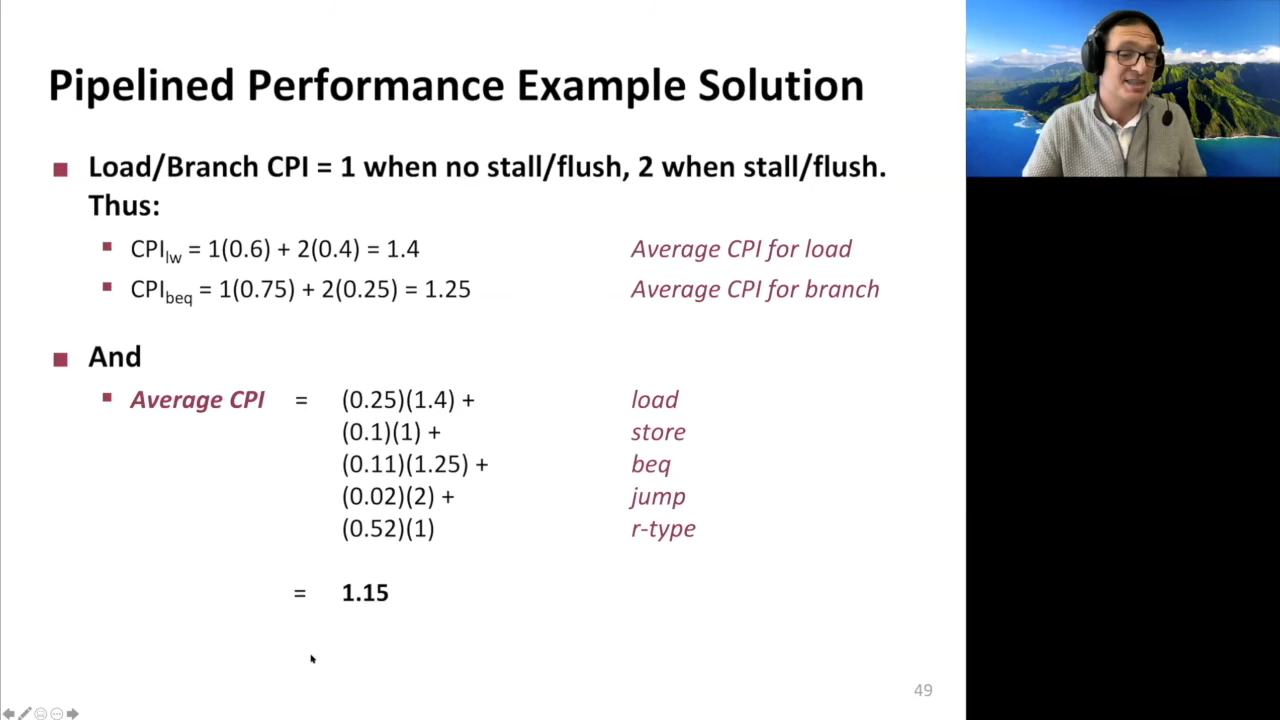 Pipelined Performance Example Solution
■ Load/Branch CPI = 1 when no stall/flush, 2 when stall/flush.
Thus:
▪ CPIlw = 1(0.6) + 2(0.4) = 1.4 Average CPI for load
▪ CPIbeq = 1(0.75) + 2(0.25) = 1.25 Average CPI for branch
■ And
▪ Average CPI = (0.25)(1.4) + load
(0.1)(1) + store
(0.11)(1.25) + beq
(0.02)(2) + jump
(0.52)(1) r-type
= 1.15
49